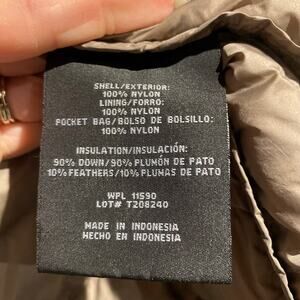 SHELL/EXTERIOR:
100% NYLON
LINING/FORRO:
100% NYLON
POCKET BAG/BOLSO DE BOLSILLO:
100% NYLON
INSULATION/INSULACIÓN:
90% DOWN/90% PLUMÓN DE PATO
10% FEATHERS/10% PLUMAS DE PATO
WPL 11590
LOT# T208240
MADE IN INDONESIA
HECHO EN INDONESIA